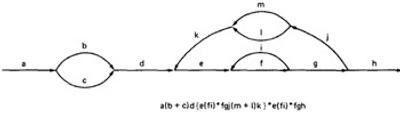 m
k
l
j
b
i
a
d
e
f
g
h
c
a(b + c)d{e(fi)*fgj(m + l)k}*e(fi)*fgh